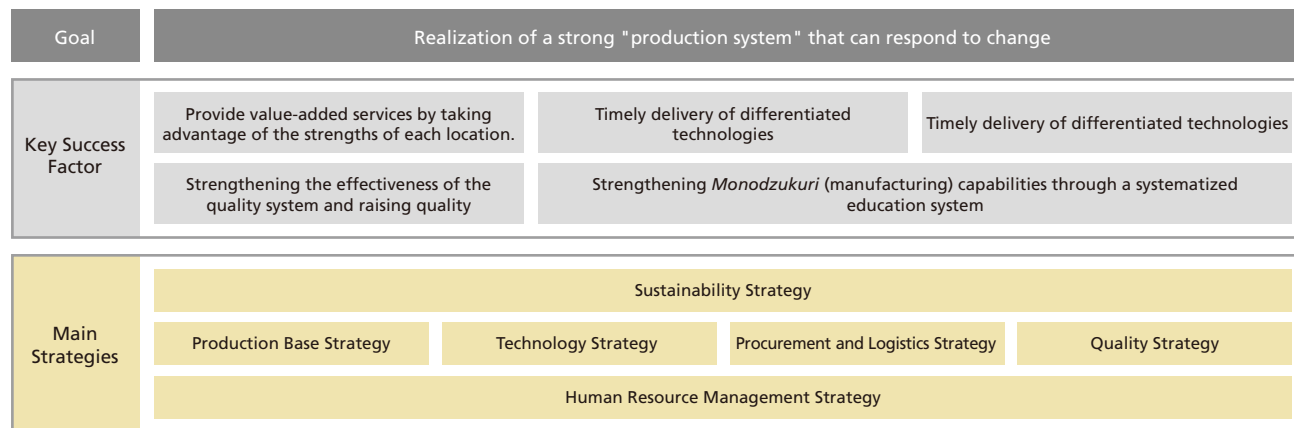 Goal
Realization of a strong "production system" that can respond to change
Key Success
Factor
Provide value-added services by taking
advantage of the strengths of each location.
Timely delivery of differentiated
technologies
Timely delivery of differentiated technologies
Strengthening the effectiveness of the
quality system and raising quality
Strengthening Monodzukuri (manufacturing) capabilities through a systematized
education system
Main
Strategies
Sustainability Strategy
Production Base Strategy
Technology Strategy
Procurement and Logistics Strategy
Quality Strategy
Human Resource Management Strategy